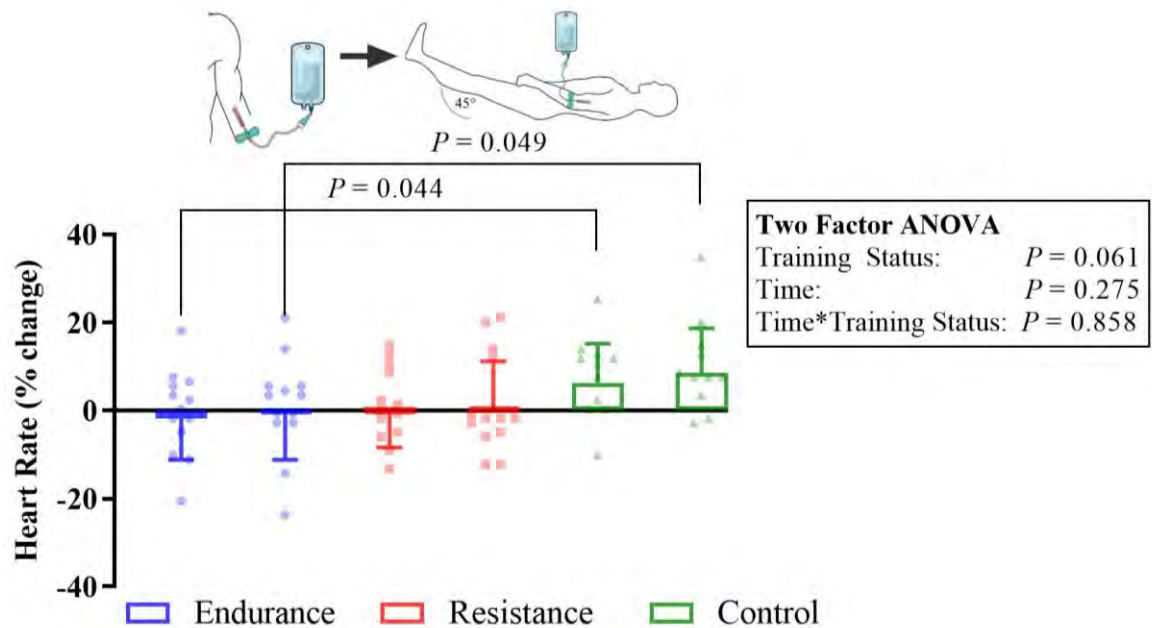 45°
P = 0.049
P = 0.044
Two Factor ANOVA
Training Status: P = 0.061
Time: P = 0.275
Time*Training Status: P = 0.858
Heart Rate (% change)
40
20
0
-20
-40
Endurance Resistance Control